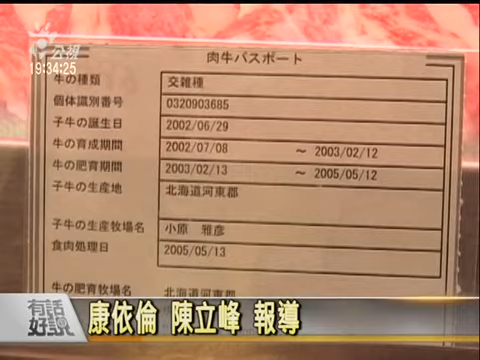 公視
19:34:25
肉牛パスポート
牛の種類 交雑種
個体識別番号 0320903685
子牛の誕生日 2002/06/29
牛の育成期間 2002/07/08 ～ 2003/02/12
牛の肥育期間 2003/02/13 ～ 2005/05/12
子牛の生産地 北海道河東郡
子牛の生産牧場名 小原 雅彦
食肉処理日 2005/05/13
牛の肥育牧場名 北海道河東郡
有話好說
康依倫 陳立峰 報導